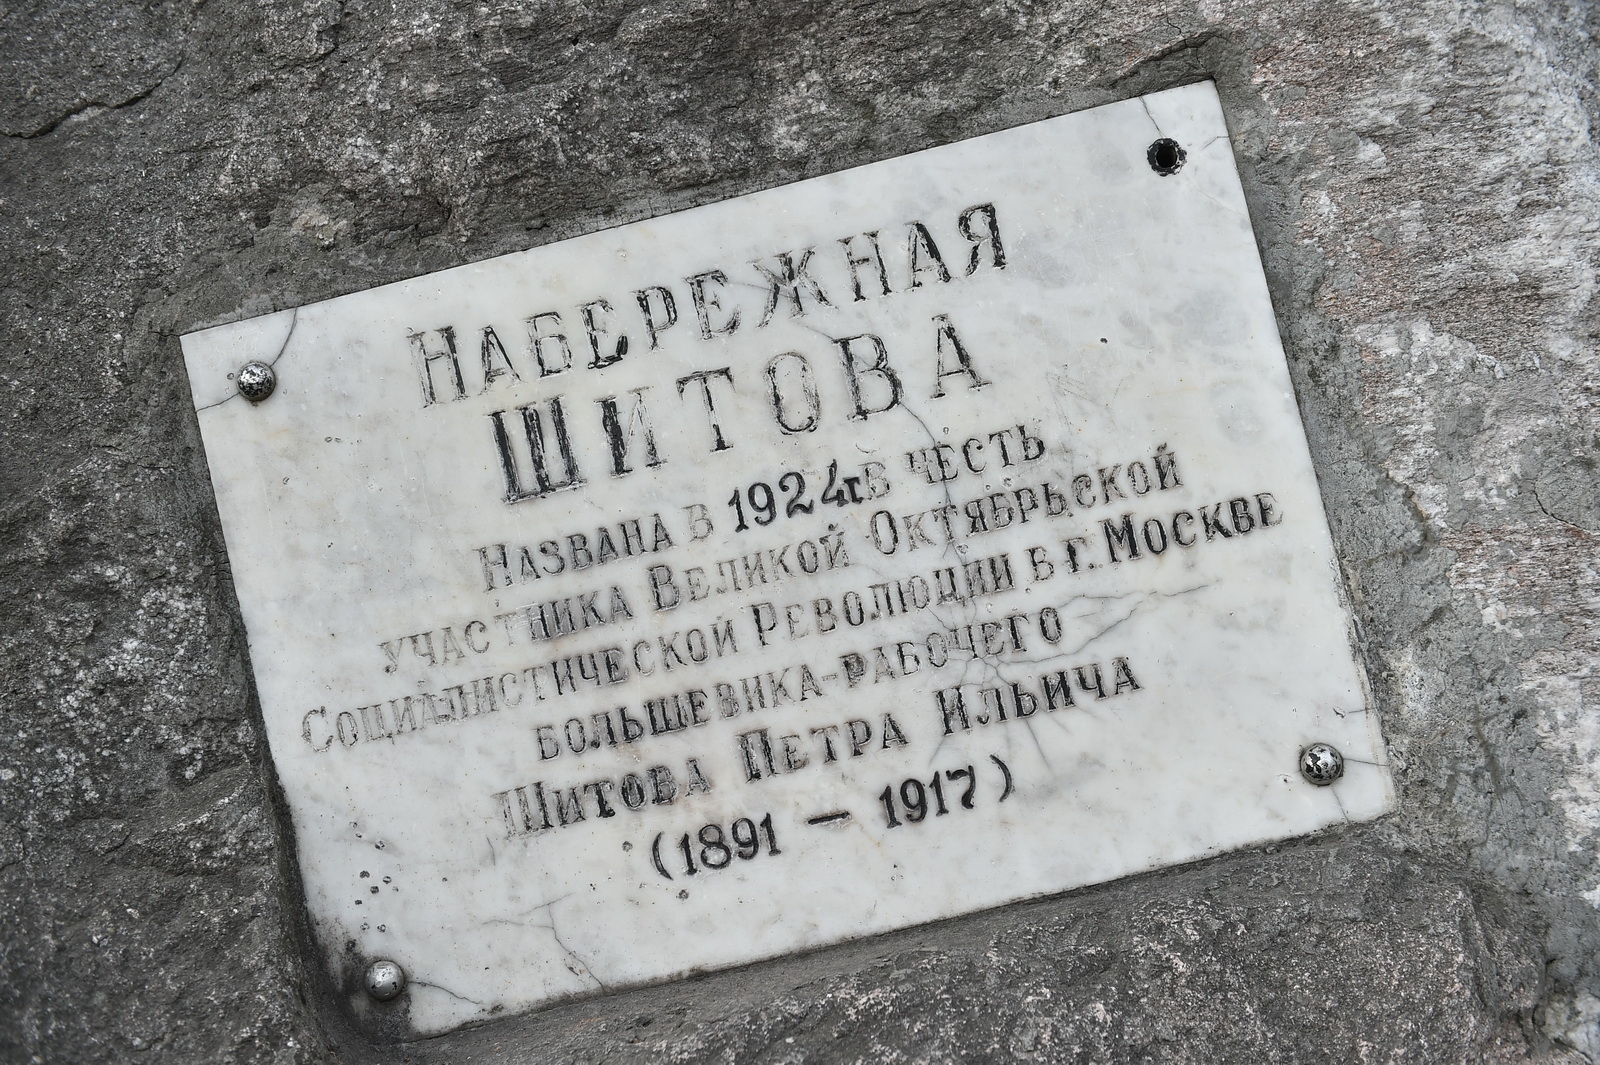 НАБЕРЕЖНАЯ
ШИТОВА
НАЗВАНА В 1924г. В ЧЕСТЬ
УЧАСТНИКА ВЕЛИКОЙ ОКТЯБРЬСКОЙ
СОЦИАЛИСТИЧЕСКОЙ РЕВОЛЮЦИИ В Г. МОСКВЕ
БОЛЬШЕВИКА-РАБОЧЕГО
ШИТОВА ПЕТРА ИЛЬИЧА
(1891 — 1917)